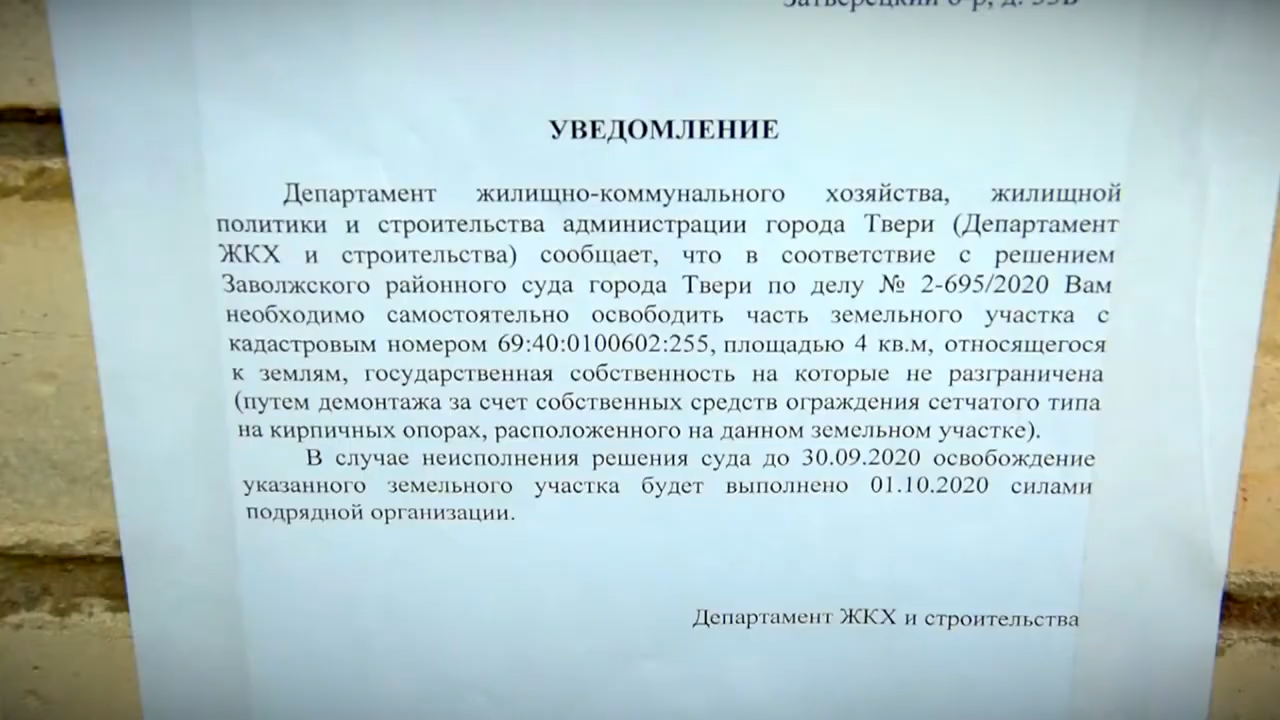 Затверецкий б-р, д. 
УВЕДОМЛЕНИЕ
Департамент жилищно-коммунального хозяйства, жилищной
политики и строительства администрации города Твери (Департамент
ЖКХ и строительства) сообщает, что в соответствие с решением
Заволжского районного суда города Твери по делу № 2-695/2020 Вам
необходимо самостоятельно освободить часть земельного участка с
кадастровым номером 69:40:0100602:255, площадью 4 кв.м, относящегося
к землям, государственная собственность на которые не разграничена
(путем демонтажа за счет собственных средств ограждения сетчатого типа
на кирпичных опорах, расположенного на данном земельном участке).
В случае неисполнения решения суда до 30.09.2020 освобождение
указанного земельного участка будет выполнено 01.10.2020 силами
подрядной организации.
Департамент ЖКХ и строительства